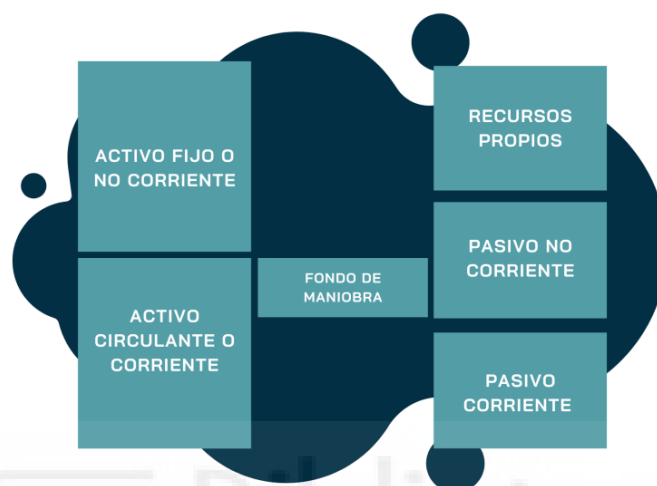 ACTIVO FIJO O
NO CORRIENTE
ACTIVO
CIRCULANTE O
CORRIENTE
FONDO DE
MANIOBRA
RECURSOS
PROPIOS
PASIVO NO
CORRIENTE
PASIVO
CORRIENTE